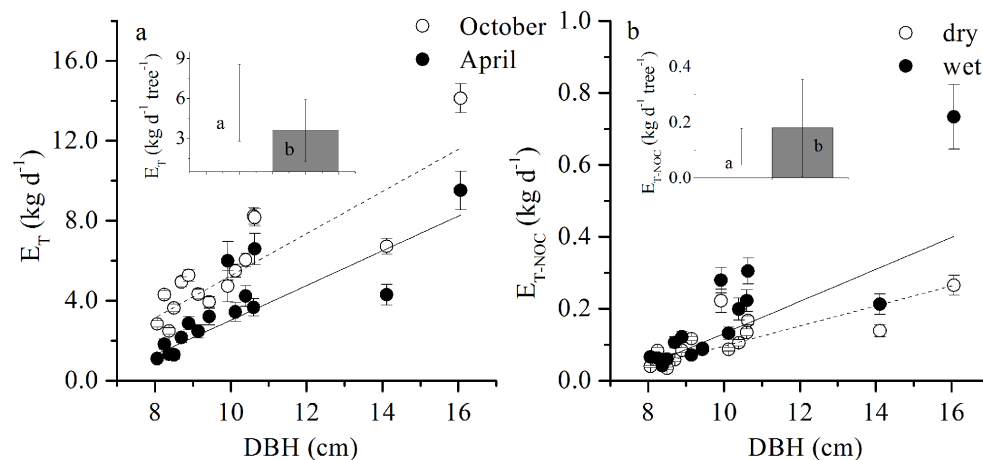 a
October
April
E_T (kg d⁻¹ tree⁻¹)
9
6
3
a
b
E_T (kg d⁻¹)
18.0
14.0
12.0
8.0
4.0
0.0
8
10
12
14
16
DBH (cm)
b
dry
wet
E_T-NOC (kg d⁻¹ tree⁻¹)
0.4
0.2
0.0
a
b
E_T-NOC (kg d⁻¹)
1.0
0.8
0.6
0.4
0.2
0.0
8
10
12
14
16
DBH (cm)